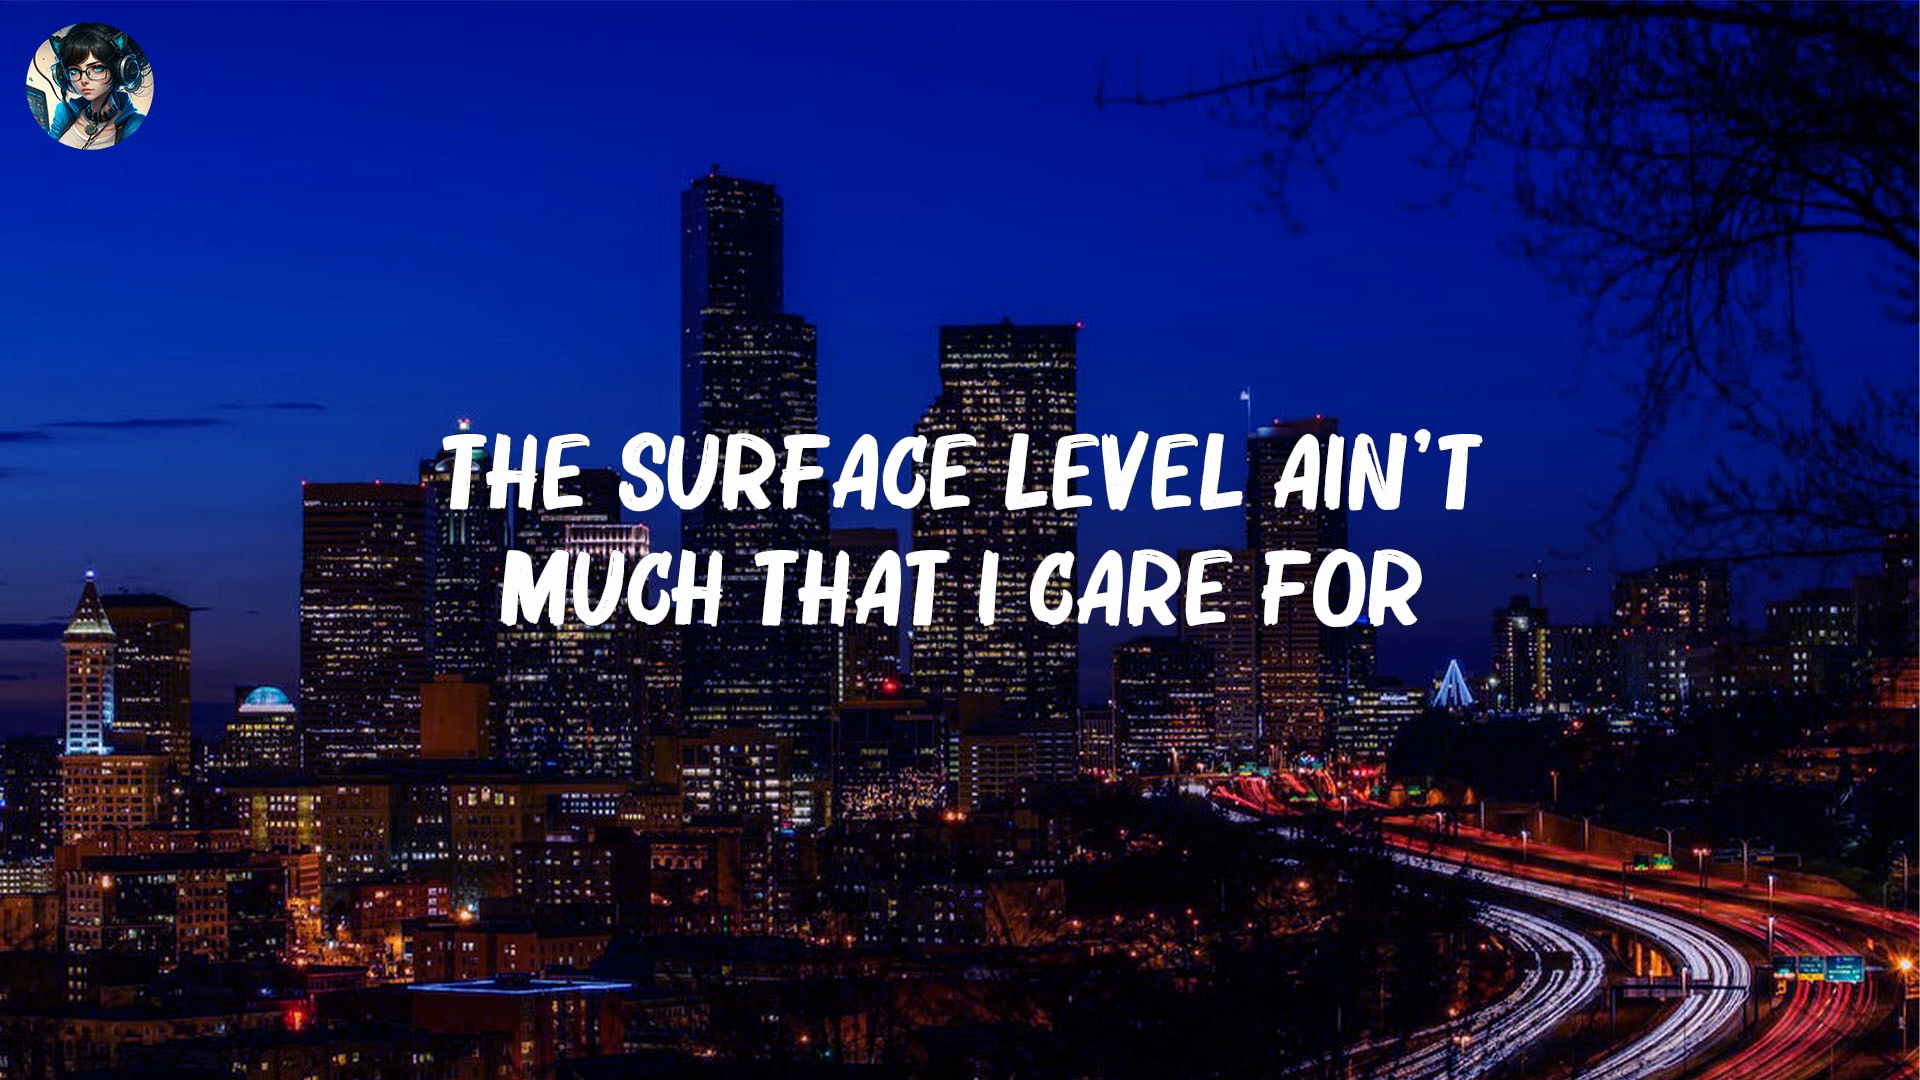 THE SURFACE LEVEL AIN'T
MUCH THAT I CARE FOR